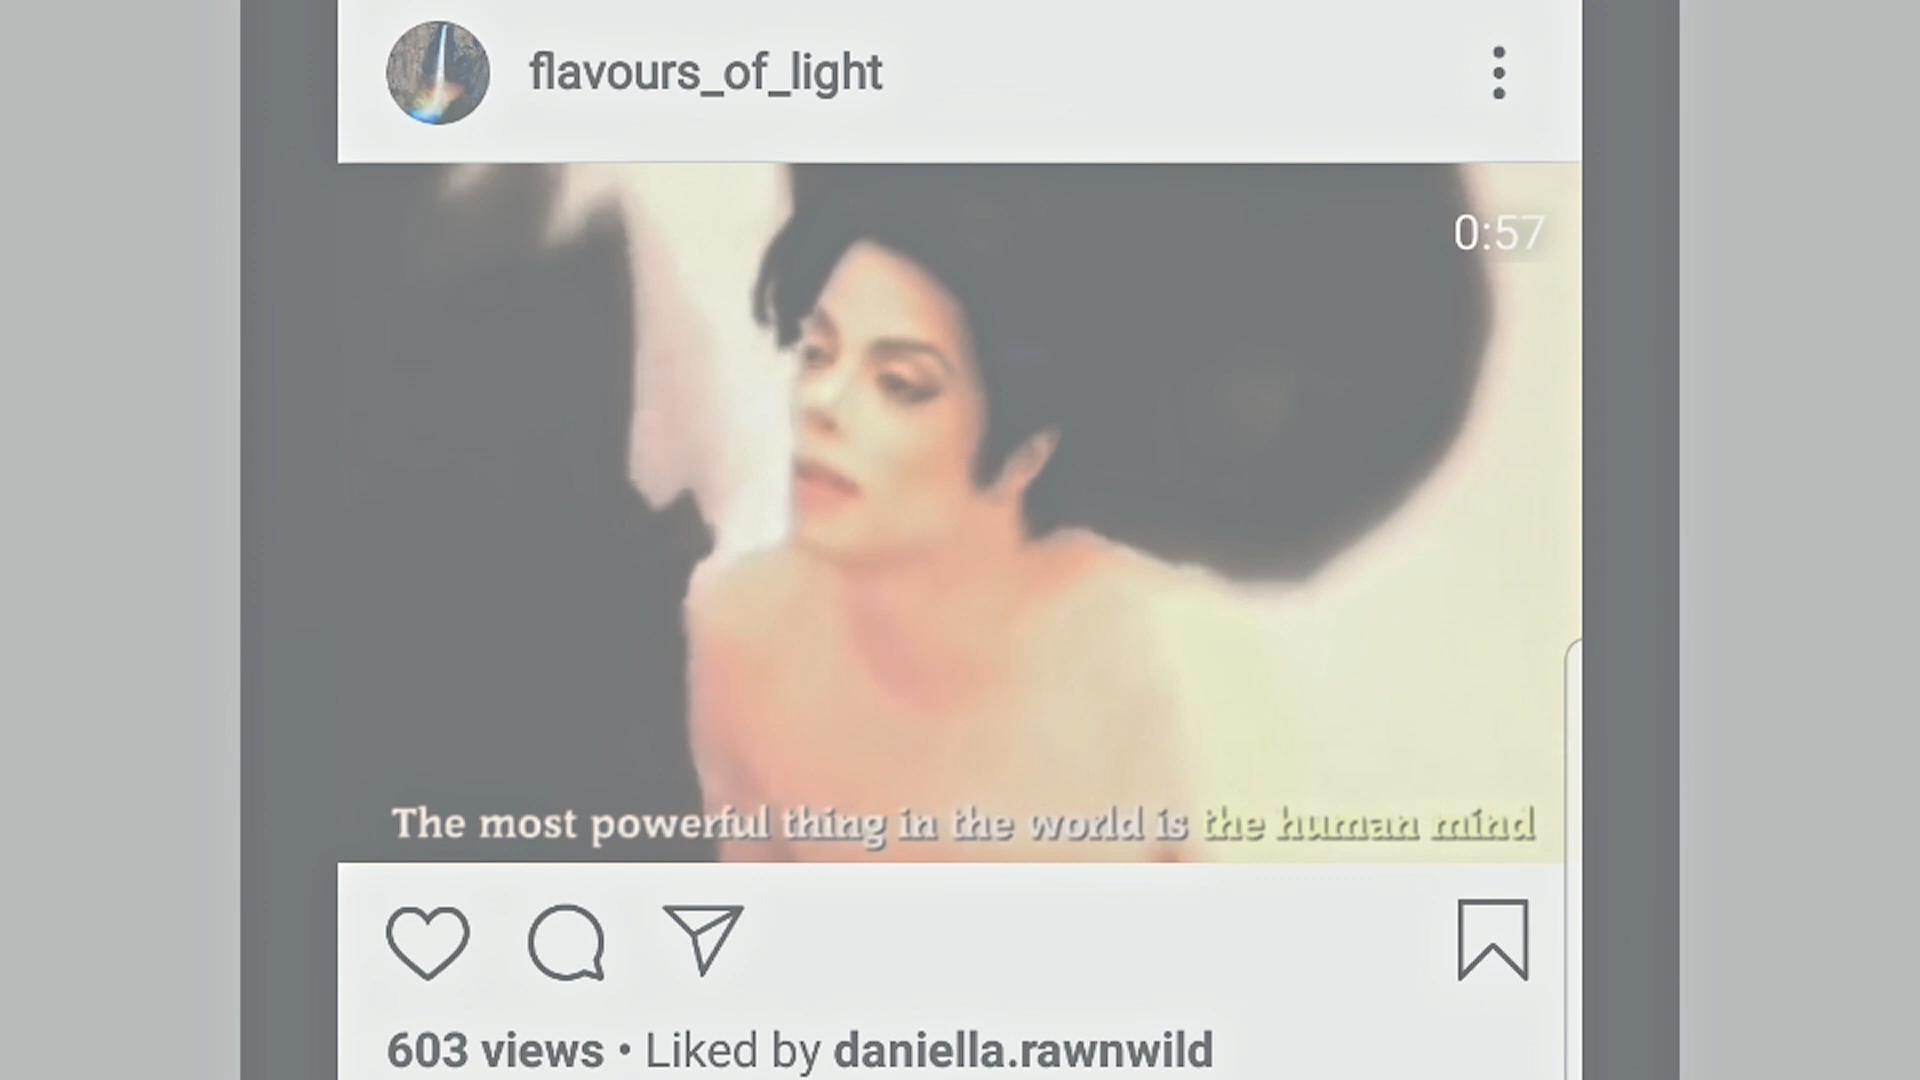 flavours_of_light
0:57
The most powerful thing in the world is the human mind
603 views • Liked by daniella.rawnwild